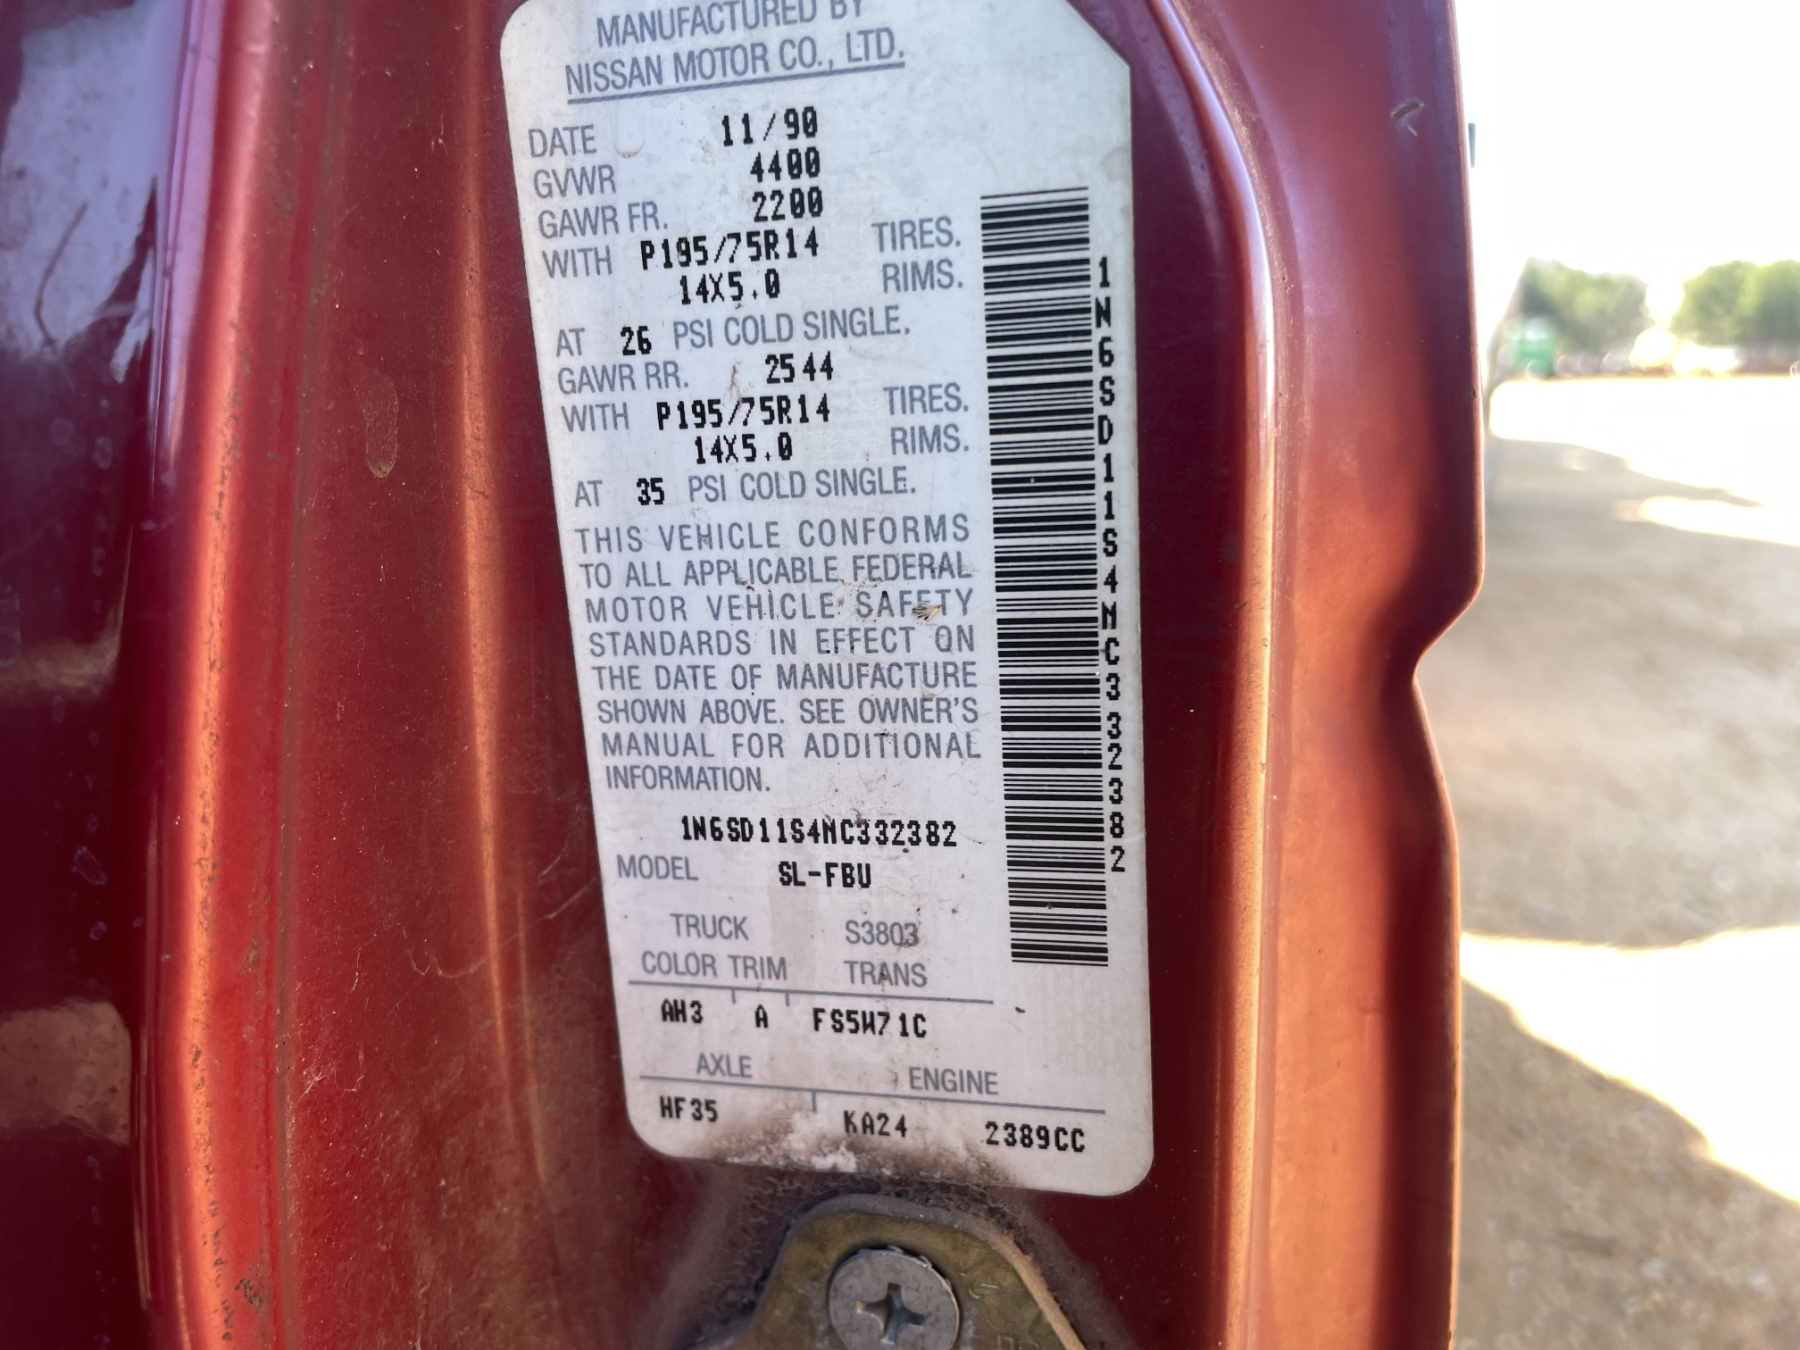 MANUFACTURED BY
NISSAN MOTOR CO., LTD.
DATE 11/90
GVWR 4400
GAWR FR. 2200
WITH P195/75R14 TIRES.
14X5.0 RIMS.
AT 26 PSI COLD SINGLE.
GAWR RR. 2544
WITH P195/75R14 TIRES.
14X5.0 RIMS.
AT 35 PSI COLD SINGLE.
THIS VEHICLE CONFORMS
TO ALL APPLICABLE FEDERAL
MOTOR VEHICLE SAFETY
STANDARDS IN EFFECT ON
THE DATE OF MANUFACTURE
SHOWN ABOVE. SEE OWNER'S
MANUAL FOR ADDITIONAL
INFORMATION.
1N6SD11S4MC332382
MODEL SL-FBU
TRUCK S3803
COLOR TRIM TRANS
AH3 A FS5W71C
AXLE ENGINE
HF35 KA24 2389CC
1N6SD11S4MC332382